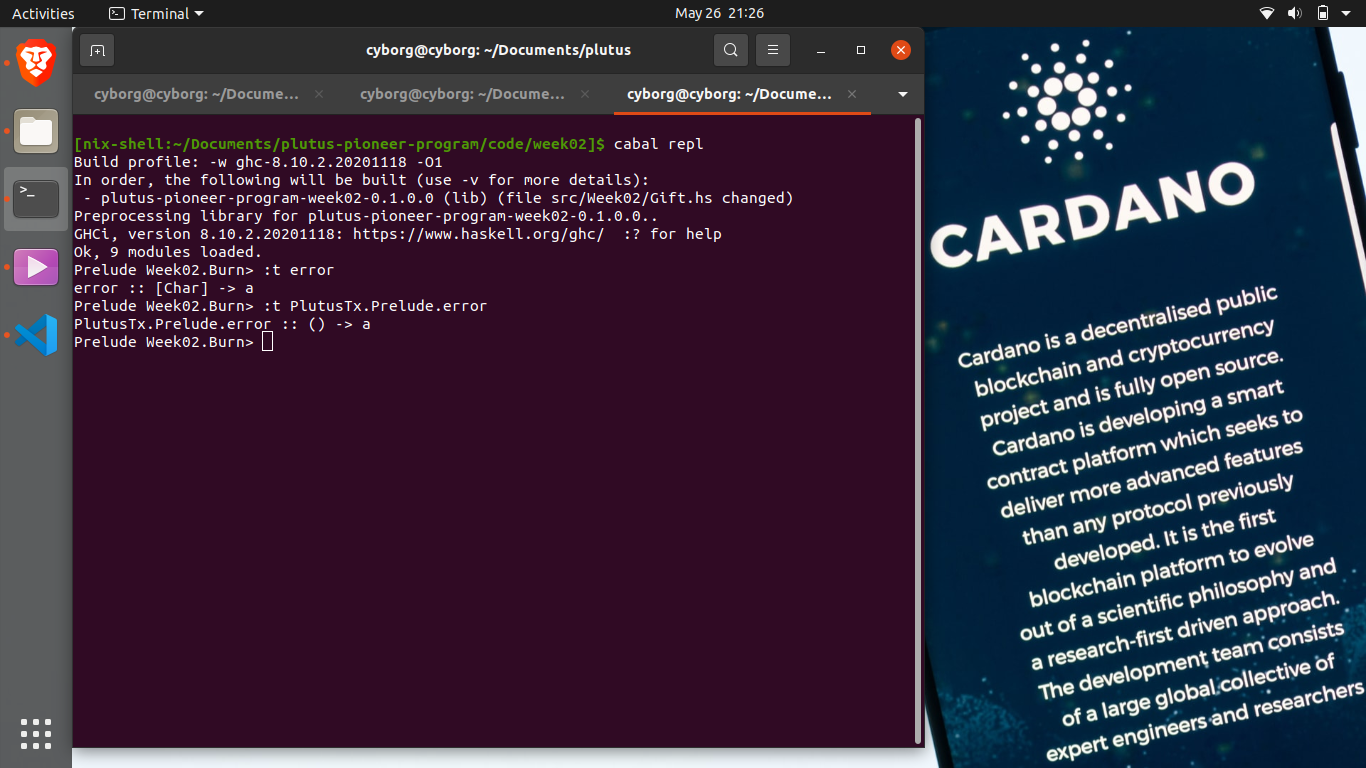 Activities
Terminal
May 26 21:26
cyborg@cyborg: ~/Documents/plutus
cyborg@cyborg: ~/Docume...
cyborg@cyborg: ~/Docume...
cyborg@cyborg: ~/Docume...
[nix-shell:~/Documents/plutus-pioneer-program/code/week02]$ cabal repl
Build profile: -w ghc-8.10.2.20201118 -O1
In order, the following will be built (use -v for more details):
 - plutus-pioneer-program-week02-0.1.0.0 (lib) (file src/Week02/Gift.hs changed)
Preprocessing library for plutus-pioneer-program-week02-0.1.0.0..
GHCi, version 8.10.2.20201118: https://www.haskell.org/ghc/  :? for help
Ok, 9 modules loaded.
Prelude Week02.Burn> :t error
error :: [Char] -> a
Prelude Week02.Burn> :t PlutusTx.Prelude.error
PlutusTx.Prelude.error :: () -> a
Prelude Week02.Burn>
CARDANO
Cardano is a decentralised public
blockchain and cryptocurrency
project and is fully open source.
Cardano is developing a smart
contract platform which seeks to
deliver more advanced features
than any protocol previously
developed. It is the first
blockchain platform to evolve
out of a scientific philosophy and
a research-first driven approach.
The development team consists
of a large global collective of
expert engineers and researchers